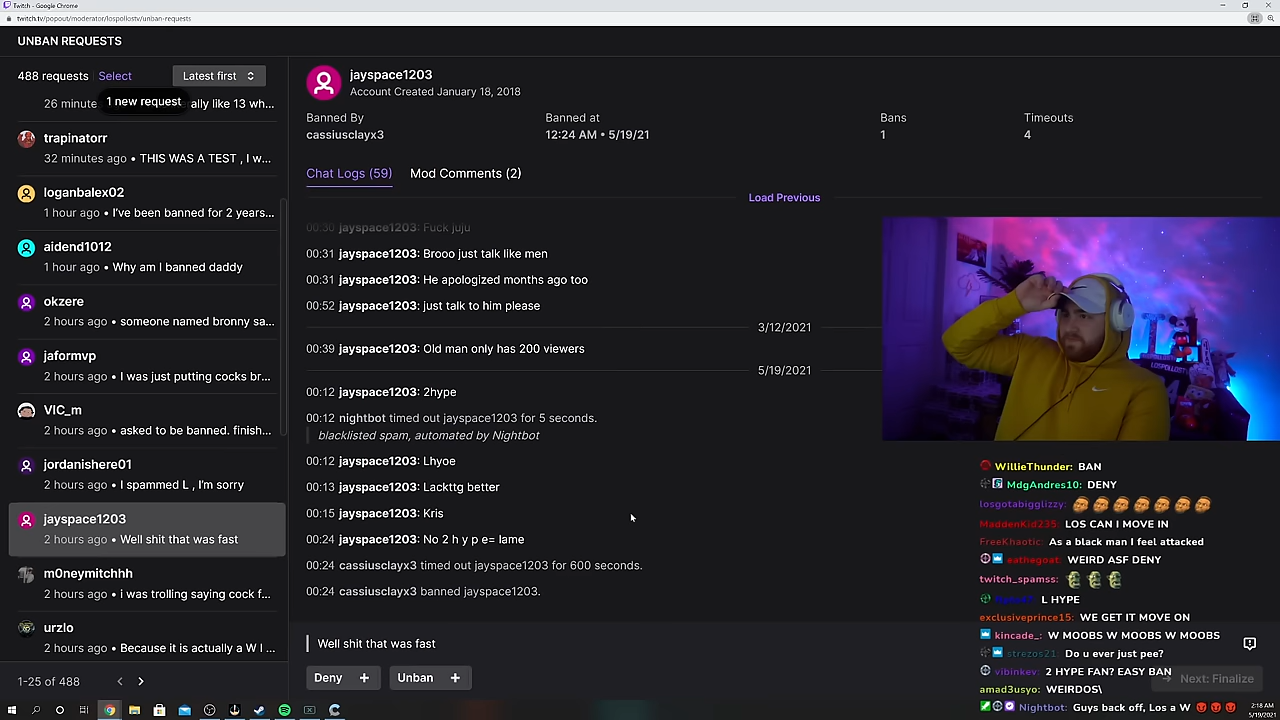 Twitch - Google Chrome
twitch.tv/popout/moderator/lospollostv/unban-requests
UNBAN REQUESTS
488 requests Select Latest first
26 minute
1 new request
ally like 13 wh...
trapinatorr
32 minutes ago • THIS WAS A TEST , I w...
loganbalex02
1 hour ago • I've been banned for 2 years...
aidend1012
1 hour ago • Why am I banned daddy
okzere
2 hours ago • someone named bronny sa...
jaformvp
2 hours ago • I was just putting cocks br...
VIC_m
2 hours ago • asked to be banned. finish...
jordanishere01
2 hours ago • I spammed L , I'm sorry
jayspace1203
2 hours ago • Well shit that was fast
m0neymitchhh
2 hours ago • i was trolling saying cock f...
urzlo
2 hours ago • Because it is actually a W I ...
1-25 of 488
jayspace1203
Account Created January 18, 2018
Banned By Banned at Bans Timeouts
cassiusclayx3 12:24 AM • 5/19/21 1 4
Chat Logs (59) Mod Comments (2)
Load Previous
00:30 jayspace1203: Fuck juju
00:31 jayspace1203: Brooo just talk like men
00:31 jayspace1203: He apologized months ago too
00:52 jayspace1203: just talk to him please
3/12/2021
00:39 jayspace1203: Old man only has 200 viewers
5/19/2021
00:12 jayspace1203: 2hype
00:12 nightbot timed out jayspace1203 for 5 seconds.
blacklisted spam, automated by Nightbot
00:12 jayspace1203: Lhyoe
00:13 jayspace1203: Lackttg better
00:15 jayspace1203: Kris
00:24 jayspace1203: No 2 h y p e= lame
00:24 cassiusclayx3 timed out jayspace1203 for 600 seconds.
00:24 cassiusclayx3 banned jayspace1203.
Well shit that was fast
Deny + Unban +
Next: Finalize
WillieThunder: BAN
MdgAndres10: DENY
losgotabigglizzy:
MaddenKid235: LOS CAN I MOVE IN
FreeKhaotic: As a black man I feel attacked
eathegoat: WEIRD ASF DENY
twitch_spamss:
L HYPE
exclusiveprince15: WE GET IT MOVE ON
kincade_: W MOOBS W MOOBS W MOOBS
strezos21: Do u ever just pee?
vibinkev: 2 HYPE FAN? EASY BAN
amad3usyo: WEIRDOS\
Nightbot: Guys back off, Los a W
2:18 AM
5/19/2021